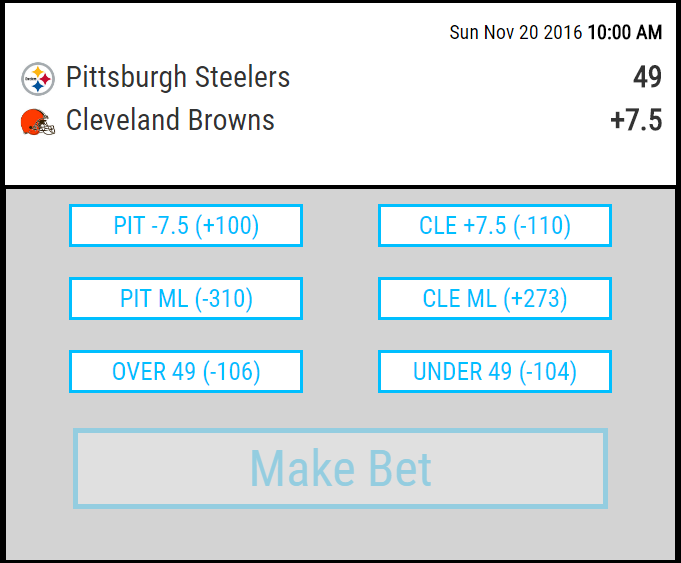 Sun Nov 20 2016 10:00 AM
Pittsburgh Steelers 49
Cleveland Browns +7.5
PIT -7.5 (+100) CLE +7.5 (-110)
PIT ML (-310) CLE ML (+273)
OVER 49 (-106) UNDER 49 (-104)
Make Bet